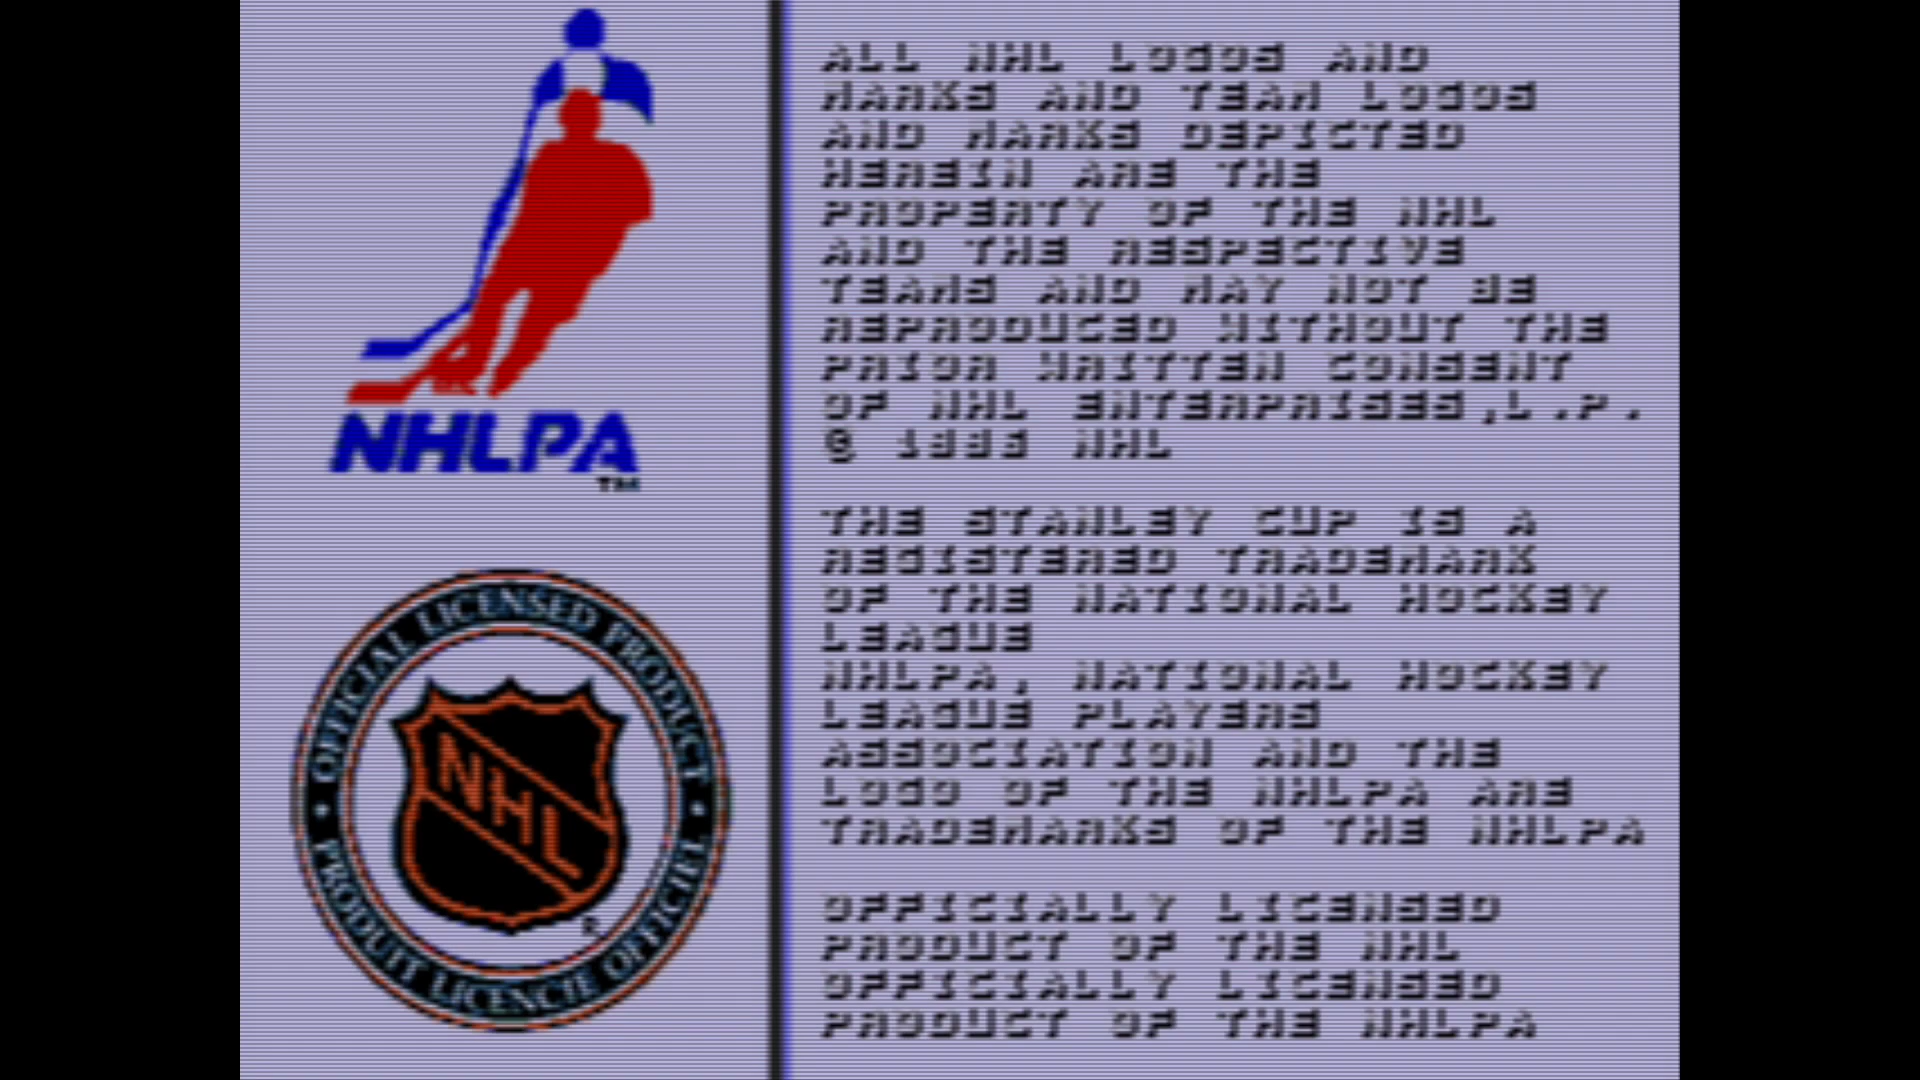 NHLPA
TM
OFFICIAL LICENSED PRODUCT
NHL
PRODUIT LICENCIE OFFICIEL
ALL NHL LOGOS AND
MARKS AND TEAM LOGOS
AND MARKS DEPICTED
HEREIN ARE THE
PROPERTY OF THE NHL
AND THE RESPECTIVE
TEAMS AND MAY NOT BE
REPRODUCED WITHOUT THE
PRIOR WRITTEN CONSENT
OF NHL ENTERPRISES,L.P.
@ NHL
THE STANLEY CUP IS A
REGISTERED TRADEMARK
OF THE NATIONAL HOCKEY
LEAGUE
NHLPA, NATIONAL HOCKEY
LEAGUE PLAYERS
ASSOCIATION AND THE
LOGO OF THE NHLPA ARE
TRADEMARKS OF THE NHLPA
OFFICIALLY LICENSED
PRODUCT OF THE NHL
OFFICIALLY LICENSED
PRODUCT OF THE NHLPA